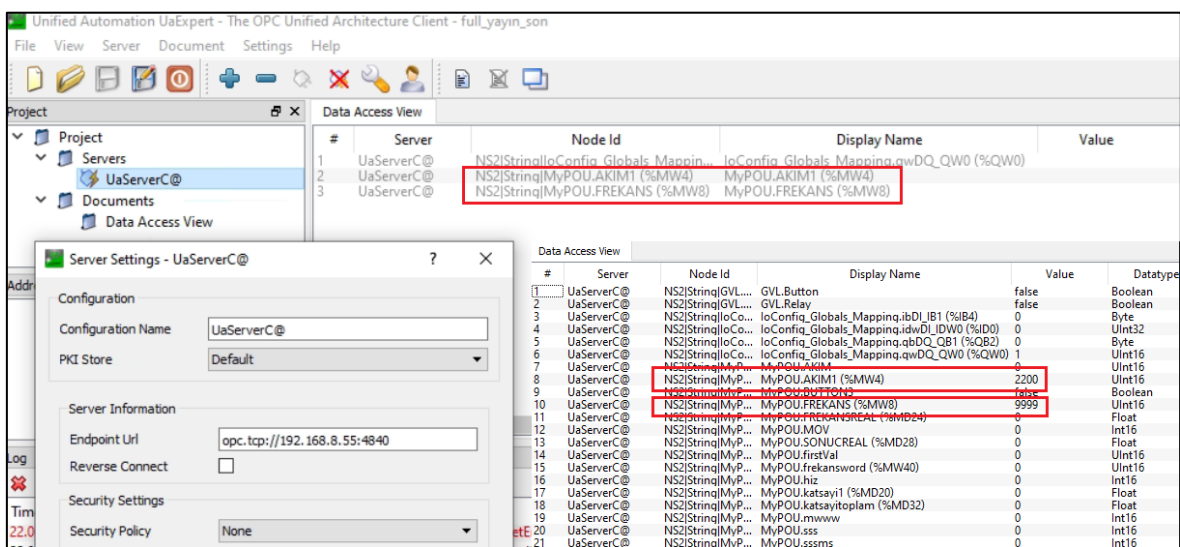 Unified Automation UaExpert - The OPC Unified Architecture Client - full_yayın_son
File View Server Document Settings Help
Project
Data Access View
Project
Servers
UaServerC@
Documents
Data Access View
# Server Node Id Display Name Value
1 UaServerC@ NS2|String|IoConfig_Globals_Mappin... IoConfig_Globals_Mapping.qwDQ_QW0 (%QW0)
2 UaServerC@ NS2|String|MyPOU.AKIM1 (%MW4) MyPOU.AKIM1 (%MW4)
3 UaServerC@ NS2|String|MyPOU.FREKANS (%MW8) MyPOU.FREKANS (%MW8)
Addr
Log
Tim
22.0
Server Settings - UaServerC@ ? X
Configuration
Configuration Name UaServerC@
PKI Store Default
Server Information
Endpoint Url opc.tcp://192.168.8.55:4840
Reverse Connect
Security Settings
Security Policy None
etE
Data Access View
# Server Node Id Display Name Value Datatype
1 UaServerC@ NS2|String|GVL.... GVL.Button false Boolean
2 UaServerC@ NS2|String|GVL.... GVL.Relay false Boolean
3 UaServerC@ NS2|String|IoCo... IoConfig_Globals_Mapping.ibDI_IB1 (%IB4) 0 Byte
4 UaServerC@ NS2|String|IoCo... IoConfig_Globals_Mapping.idwDI_IDW0 (%ID0) 0 UInt32
5 UaServerC@ NS2|String|IoCo... IoConfig_Globals_Mapping.qbDQ_QB1 (%QB2) 0 Byte
6 UaServerC@ NS2|String|IoCo... IoConfig_Globals_Mapping.qwDQ_QW0 (%QW0) 1 UInt16
7 UaServerC@ NS2|String|MyP... MyPOU.AKIM 0 UInt16
8 UaServerC@ NS2|String|MyP... MyPOU.AKIM1 (%MW4) 2200 UInt16
9 UaServerC@ NS2|String|MyP... MyPOU.BUTTON3 false Boolean
10 UaServerC@ NS2|String|MyP... MyPOU.FREKANS (%MW8) 9999 UInt16
11 UaServerC@ NS2|String|MyP... MyPOU.FREKANSREAL (%MD24) 0 Float
12 UaServerC@ NS2|String|MyP... MyPOU.MOV 0 Int16
13 UaServerC@ NS2|String|MyP... MyPOU.SONUCREAL (%MD28) 0 Float
14 UaServerC@ NS2|String|MyP... MyPOU.firstVal 0 UInt16
15 UaServerC@ NS2|String|MyP... MyPOU.frekansword (%MW40) 0 UInt16
16 UaServerC@ NS2|String|MyP... MyPOU.hiz 0 Int16
17 UaServerC@ NS2|String|MyP... MyPOU.katsayi1 (%MD20) 0 Float
18 UaServerC@ NS2|String|MyP... MyPOU.katsayitoplam (%MD32) 0 Float
19 UaServerC@ NS2|String|MyP... MyPOU.mwww 0 Int16
20 UaServerC@ NS2|String|MyP... MyPOU.sss 0 Int16
21 UaServerC@ NS2|String|MyP... MyPOU.sssms 0 Int16